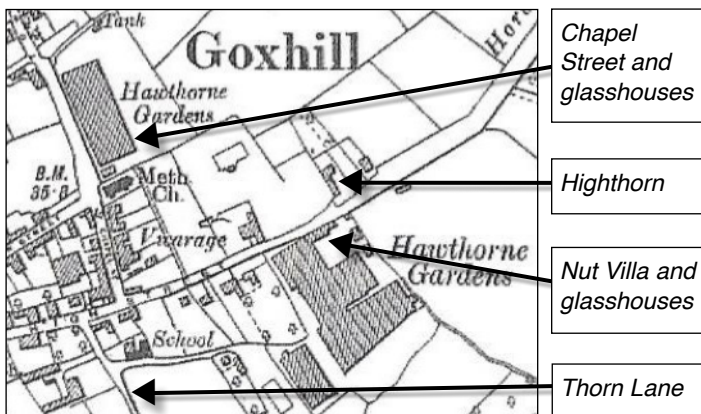 Tank
Goxhill
Hawthorne
Gardens
B.M.
35·8
Meth.
Ch.
Vicarage
Hawthorne
Gardens
School
Chapel
Street and
glasshouses
Highthorn
Nut Villa and
glasshouses
Thorn Lane